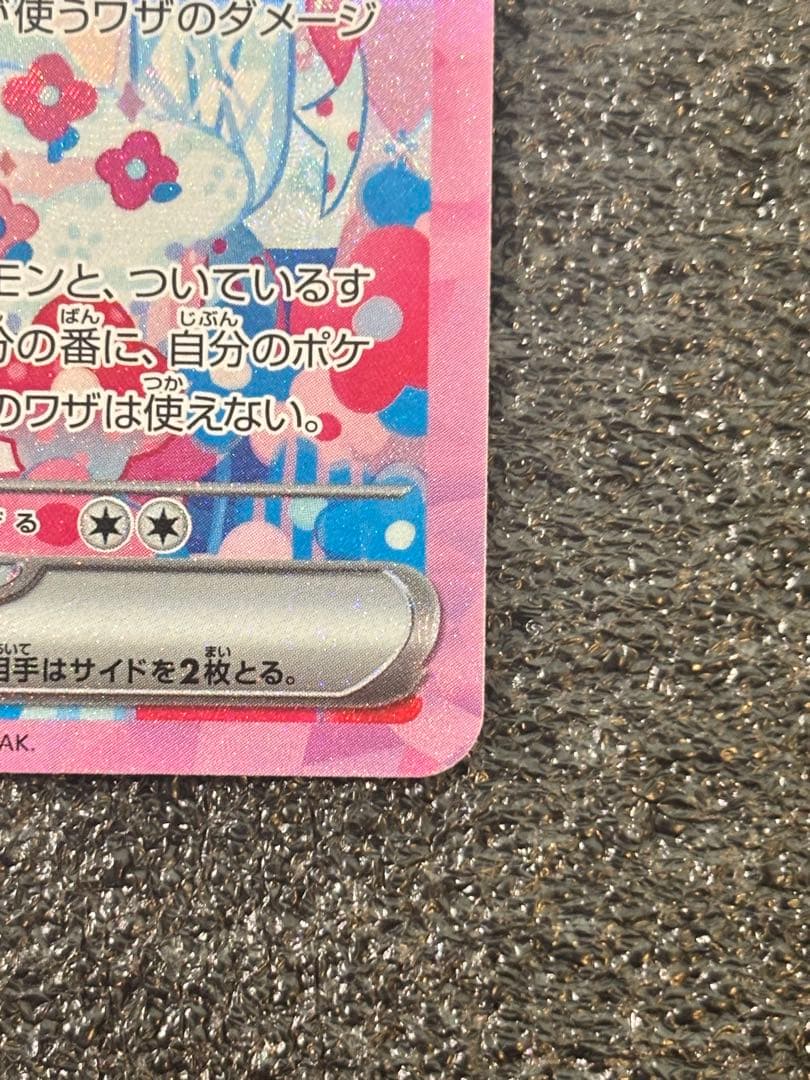 が使うワザのダメージ
モンと、ついているす
ばん じぶん
分の番に、自分のポケ
つか
のワザは使えない。
げる
あいて まい
相手はサイドを2枚とる。
AK.